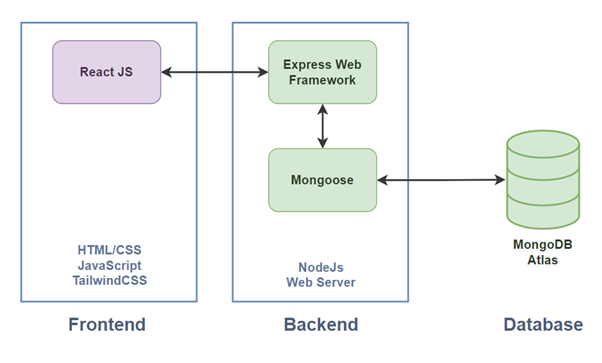 React JS
Express Web
Framework
Mongoose
MongoDB
Atlas
HTML/CSS
JavaScript
TailwindCSS
NodeJs
Web Server
Frontend
Backend
Database